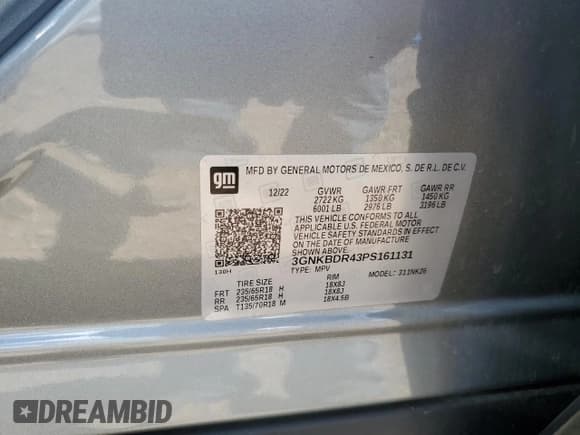 gm
MFD BY GENERAL MOTORS DE MEXICO, S. DE R.L. DE C.V.
12/22 GVWR GAWR FRT GAWR RR
2722 KG 1350 KG 1450 KG
6001 LB 2976 LB 3196 LB
THIS VEHICLE CONFORMS TO ALL
APPLICABLE U.S. FEDERAL MOTOR
VEHICLE SAFETY STANDARDS IN EFFECT
ON THE DATE OF MANUFACTURE
SHOWN ABOVE.
3GNKBDR43PS161131
TYPE: MPV MODEL: 311NK26
138H
TIRE SIZE RIM
FRT 235/65R18 H 18X8J
RR 235/65R18 H 18X8J
SPA T135/70R18 M 18X4.5B
DREAMBID